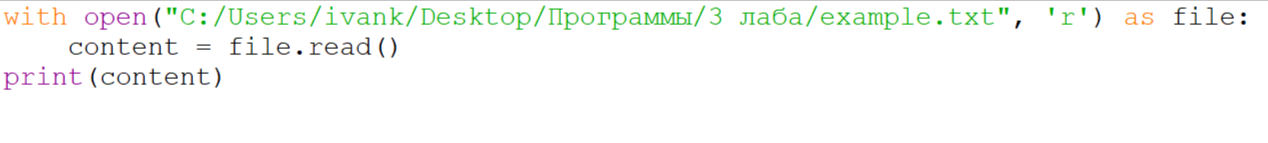 with open("C:/Users/ivank/Desktop/Программы/3 лаба/example.txt", 'r') as file:
    content = file.read()
print(content)